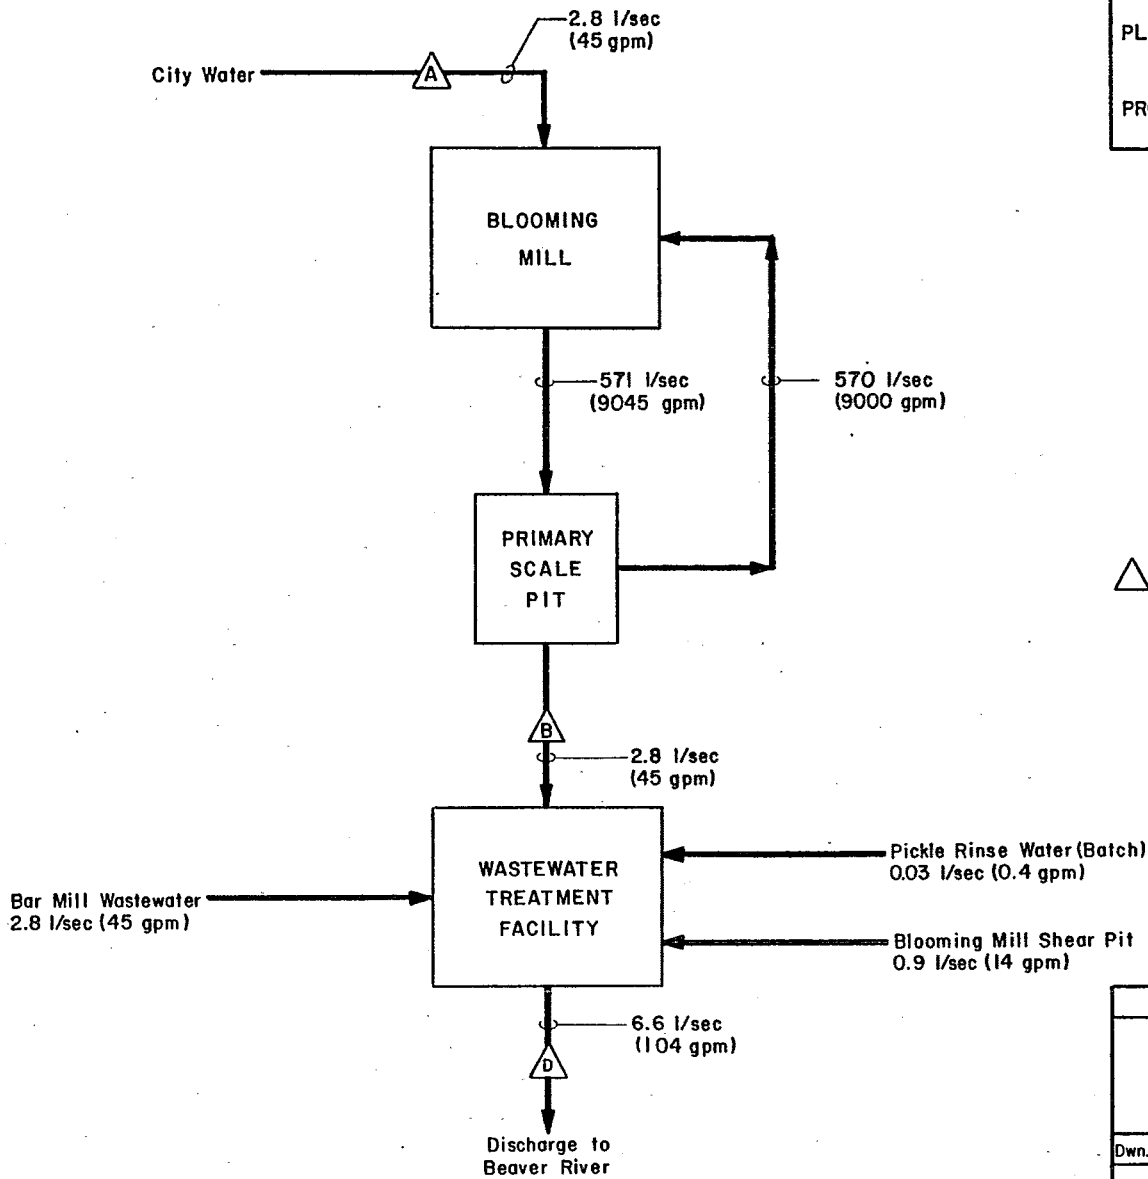 2.8 l/sec
(45 gpm)
City Water
A
BLOOMING
MILL
571 l/sec
(9045 gpm)
570 l/sec
(9000 gpm)
PRIMARY
SCALE
PIT
B
2.8 l/sec
(45 gpm)
WASTEWATER
TREATMENT
FACILITY
Pickle Rinse Water (Batch)
0.03 l/sec (0.4 gpm)
Bar Mill Wastewater
2.8 l/sec (45 gpm)
Blooming Mill Shear Pit
0.9 l/sec (14 gpm)
6.6 l/sec
(104 gpm)
D
Discharge to
Beaver River
PL
PR
Dwn.